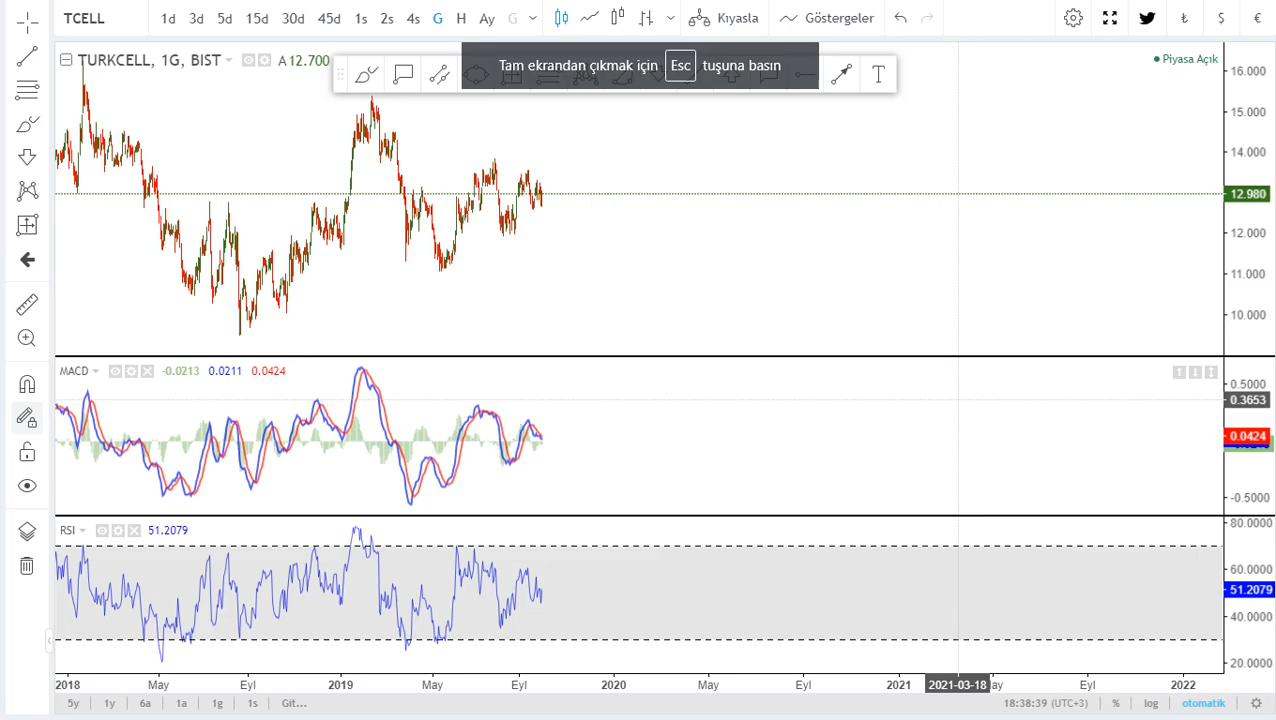 TCELL 1d 3d 5d 15d 30d 45d 1s 2s 4s G H Ay G Kıyasla Göstergeler ₺ $ €
Tam ekrandan çıkmak için Esc tuşuna basın
TURKCELL, 1G, BIST A 12.700
Piyasa Açık
T
16.000
15.000
14.000
12.980
12.000
11.000
10.000
MACD -0.0213 0.0211 0.0424
0.5000
0.3653
0.0424
-0.5000
RSI 51.2079
80.0000
60.0000
51.2079
40.0000
20.0000
2018 May Eyl 2019 May Eyl 2020 May Eyl 2021 2021-03-18 ay Eyl 2022
5y 1y 6a 1a 1g 1s Git... 18:38:39 (UTC+3) % log otomatik